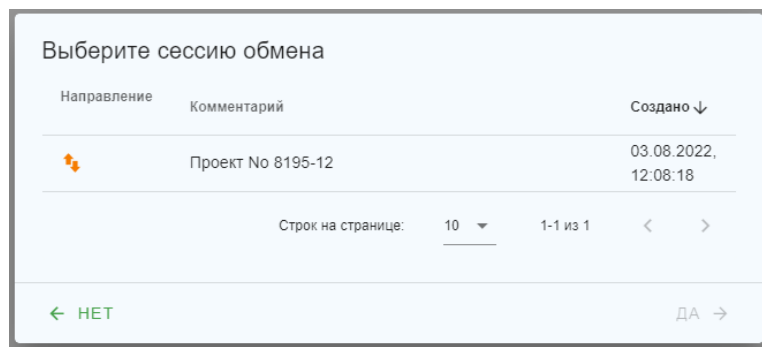 Выберите сессию обмена
Направление Комментарий Создано
Проект No 8195-12 03.08.2022,
12:08:18
Строк на странице: 10 1-1 из 1
НЕТ ДА